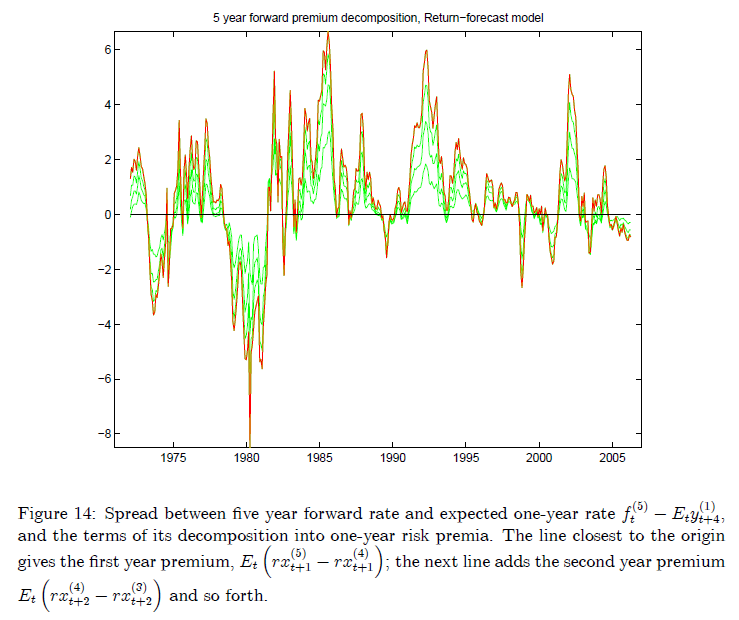 5 year forward premium decomposition, Return−forecast model
6
4
2
0
−2
−4
−6
−8
1975 1980 1985 1990 1995 2000 2005
Figure 14: Spread between five year forward rate and expected one-year rate $f_t^{(5)} - E_t y_{t+4}^{(1)}$,
and the terms of its decomposition into one-year risk premia. The line closest to the origin
gives the first year premium, $E_t \left( rx_{t+1}^{(5)} - rx_{t+1}^{(4)} \right)$; the next line adds the second year premium
$E_t \left( rx_{t+2}^{(4)} - rx_{t+2}^{(3)} \right)$ and so forth.